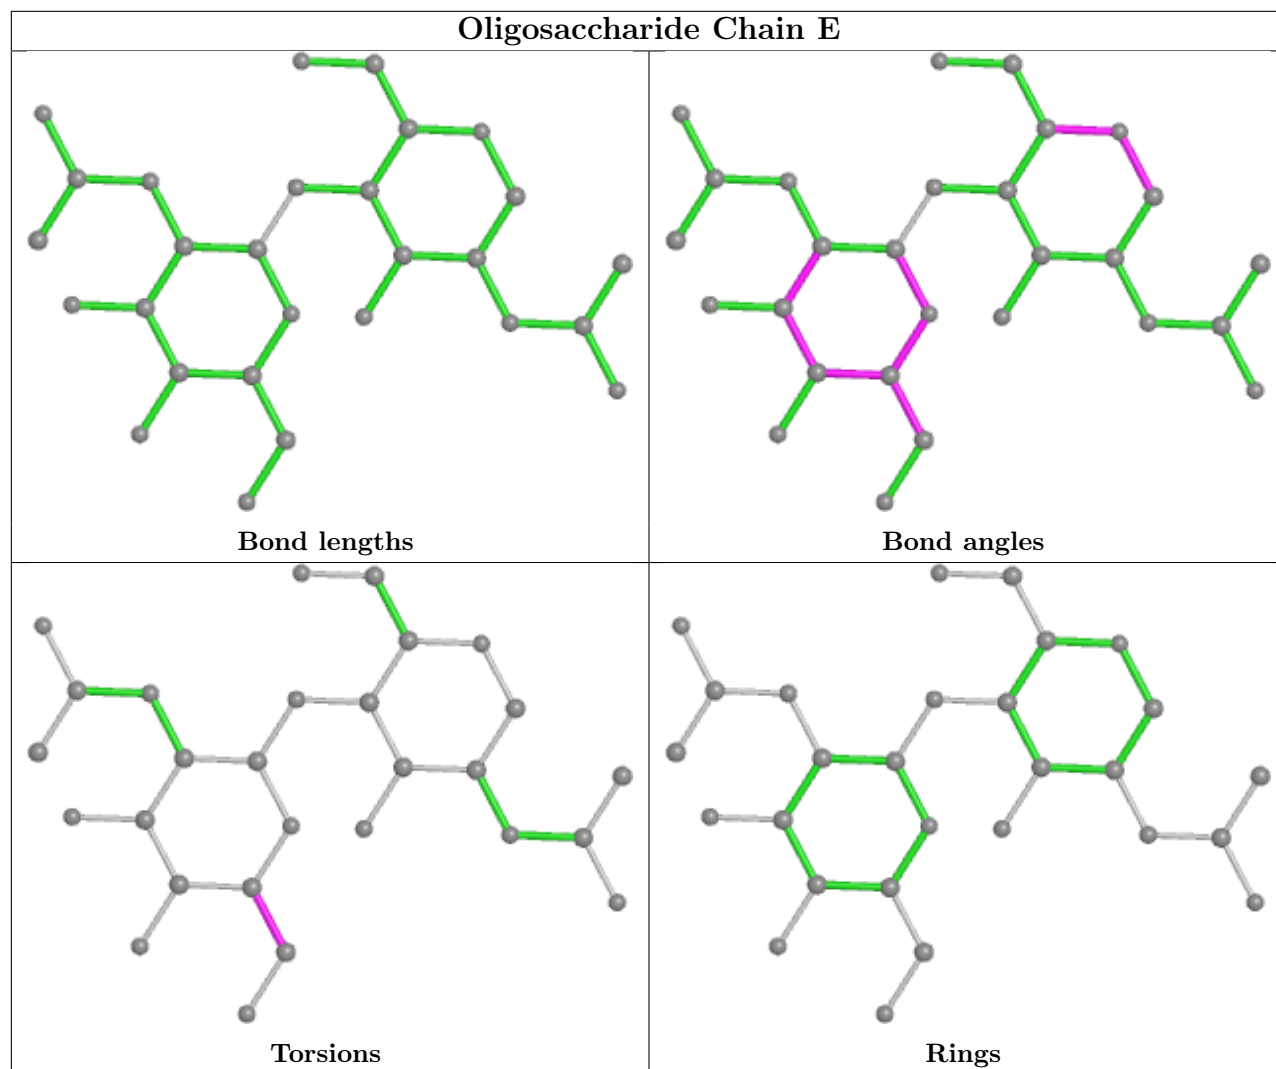 Oligosaccharide Chain E
Bond lengths
Bond angles
Torsions
Rings